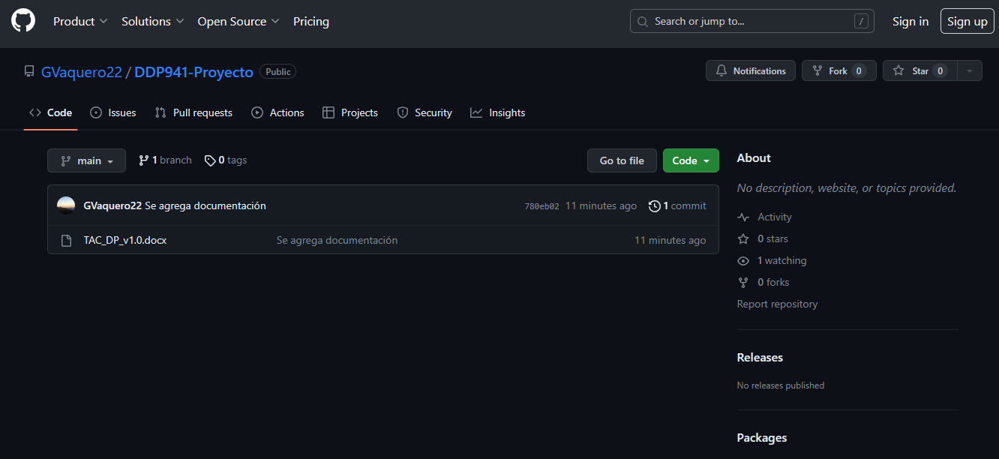 Product Solutions Open Source Pricing Search or jump to... / Sign in Sign up
GVaquero22 / DDP941-Proyecto Public Notifications Fork 0 Star 0
Code Issues Pull requests Actions Projects Security Insights
main 1 branch 0 tags Go to file Code
GVaquero22 Se agrega documentación 780eb02 11 minutes ago 1 commit
TAC_DP_v1.0.docx Se agrega documentación 11 minutes ago
About
No description, website, or topics provided.
Activity
0 stars
1 watching
0 forks
Report repository
Releases
No releases published
Packages